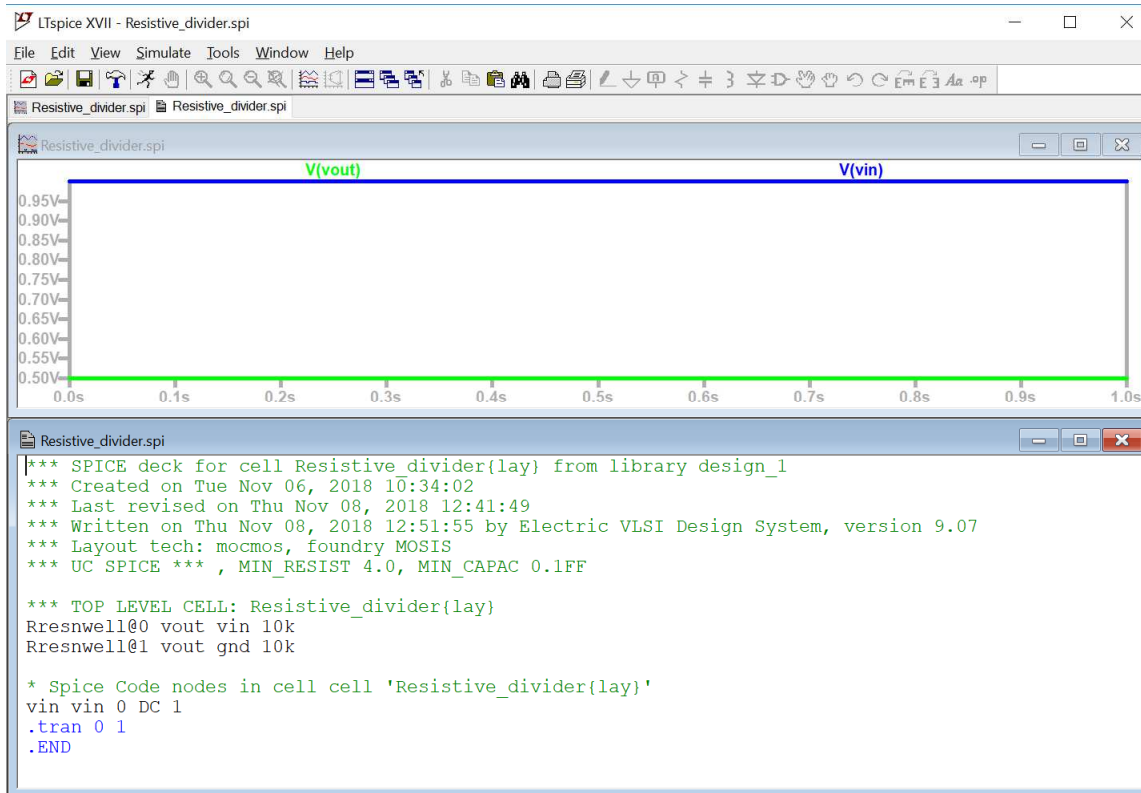 LTspice XVII - Resistive_divider.spi
File Edit View Simulate Tools Window Help
Resistive_divider.spi Resistive_divider.spi
Resistive_divider.spi
V(vout) V(vin)
0.95V
0.90V
0.85V
0.80V
0.75V
0.70V
0.65V
0.60V
0.55V
0.50V
0.0s 0.1s 0.2s 0.3s 0.4s 0.5s 0.6s 0.7s 0.8s 0.9s 1.0s
Resistive_divider.spi
*** SPICE deck for cell Resistive_divider{lay} from library design_1
*** Created on Tue Nov 06, 2018 10:34:02
*** Last revised on Thu Nov 08, 2018 12:41:49
*** Written on Thu Nov 08, 2018 12:51:55 by Electric VLSI Design System, version 9.07
*** Layout tech: mocmos, foundry MOSIS
*** UC SPICE *** , MIN_RESIST 4.0, MIN_CAPAC 0.1FF
*** TOP LEVEL CELL: Resistive_divider{lay}
Rresnwell@0 vout vin 10k
Rresnwell@1 vout gnd 10k
* Spice Code nodes in cell cell 'Resistive_divider{lay}'
vin vin 0 DC 1
.tran 0 1
.END